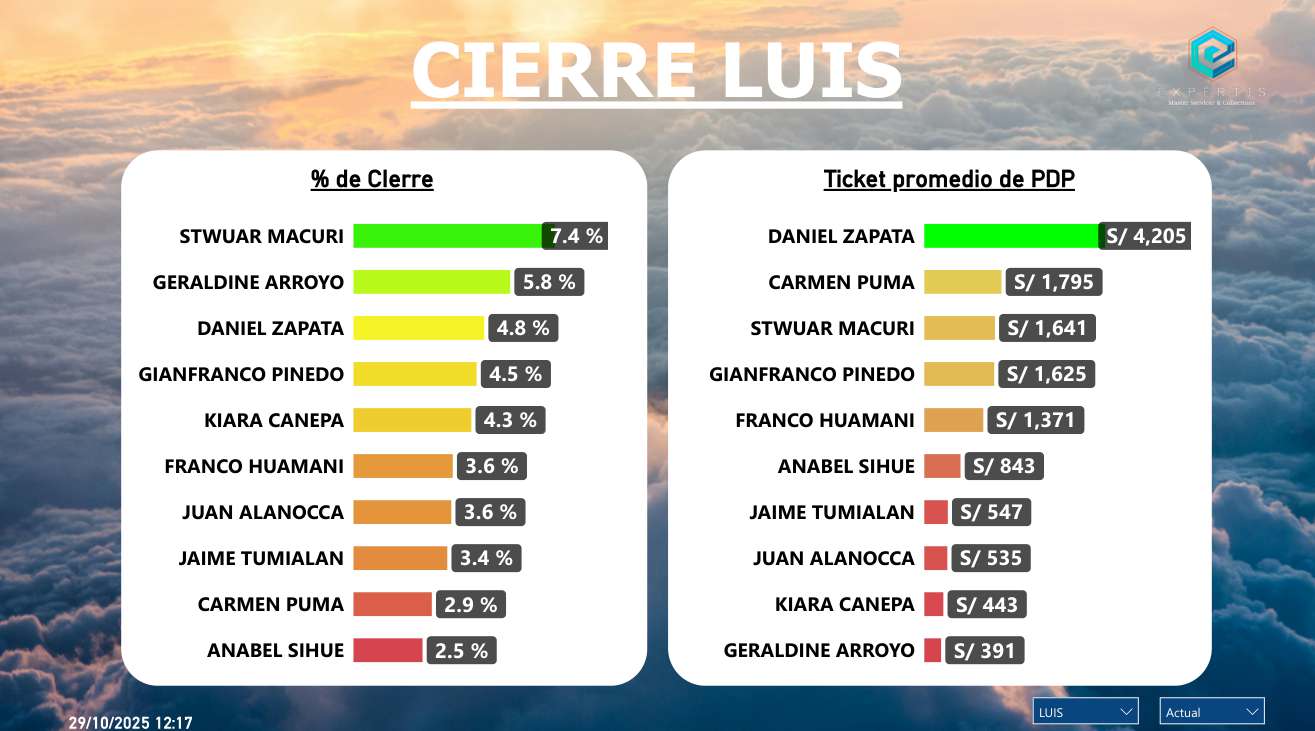 CIERRE LUIS
EXPERTIS
% de Cierre
STWUAR MACURI 7.4 %
GERALDINE ARROYO 5.8 %
DANIEL ZAPATA 4.8 %
GIANFRANCO PINEDO 4.5 %
KIARA CANEPA 4.3 %
FRANCO HUAMANI 3.6 %
JUAN ALANOCCA 3.6 %
JAIME TUMIALAN 3.4 %
CARMEN PUMA 2.9 %
ANABEL SIHUE 2.5 %
Ticket promedio de PDP
DANIEL ZAPATA S/ 4,205
CARMEN PUMA S/ 1,795
STWUAR MACURI S/ 1,641
GIANFRANCO PINEDO S/ 1,625
FRANCO HUAMANI S/ 1,371
ANABEL SIHUE S/ 843
JAIME TUMIALAN S/ 547
JUAN ALANOCCA S/ 535
KIARA CANEPA S/ 443
GERALDINE ARROYO S/ 391
29/10/2025 12:17
LUIS
Actual